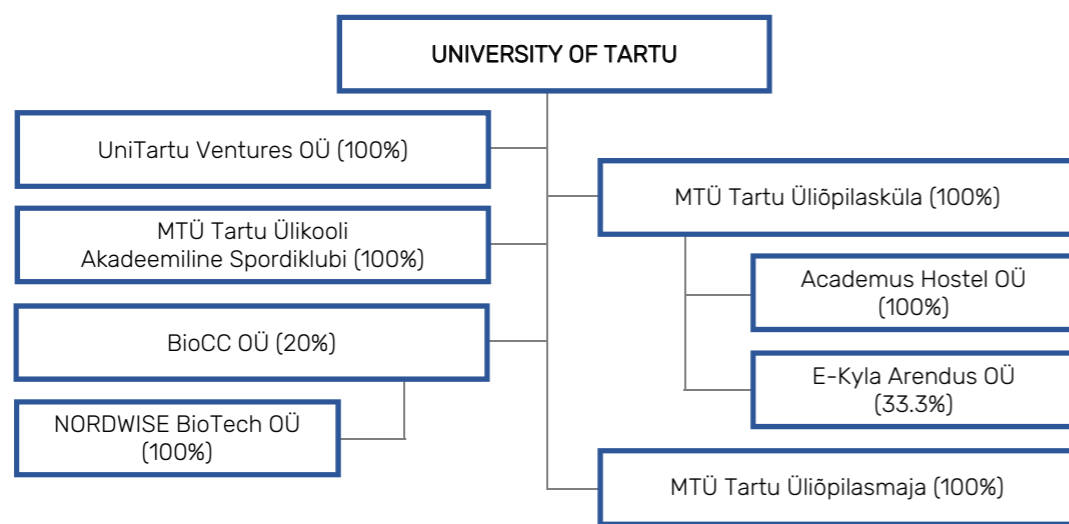 UNIVERSITY OF TARTU
UniTartu Ventures OÜ (100%)
MTÜ Tartu Üliõpilasküla (100%)
MTÜ Tartu Ülikooli
Akadeemiline Spordiklubi (100%)
Academus Hostel OÜ
(100%)
BioCC OÜ (20%)
E-Kyla Arendus OÜ
(33.3%)
NORDWISE BioTech OÜ
(100%)
MTÜ Tartu Üliõpilasmaja (100%)